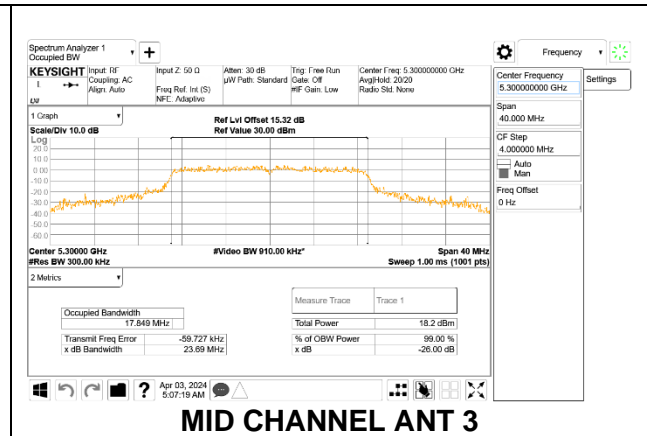 Spectrum Analyzer 1
Occupied BW
Frequency
KEYSIGHT
Input: RF
Coupling: AC
Align: Auto
Input Z: 50 Ω
Freq Ref: Int (S)
NFE: Adaptive
Atten: 30 dB
µW Path: Standard
Trig: Free Run
Gate: Off
#IF Gain: Low
Center Freq: 5.300000000 GHz
Avg|Hold: 20/20
Radio Std: None
Center Frequency
5.300000000 GHz
Settings
Span
40.000 MHz
CF Step
4.000000 MHz
Auto
Man
Freq Offset
0 Hz
1 Graph
Scale/Div 10.0 dB
Ref Lvl Offset 15.32 dB
Ref Value 30.00 dBm
Log
20.0
10.0
0.00
-10.0
-20.0
-30.0
-40.0
-50.0
-60.0
Center 5.30000 GHz
#Res BW 300.00 kHz
#Video BW 910.00 kHz*
Span 40 MHz
Sweep 1.00 ms (1001 pts)
2 Metrics
Measure Trace
Trace 1
Occupied Bandwidth
17.849 MHz
Total Power
18.2 dBm
Transmit Freq Error
-59.727 kHz
% of OBW Power
99.00 %
x dB Bandwidth
23.69 MHz
x dB
-26.00 dB
Apr 03, 2024
5:07:19 AM
MID CHANNEL ANT 3